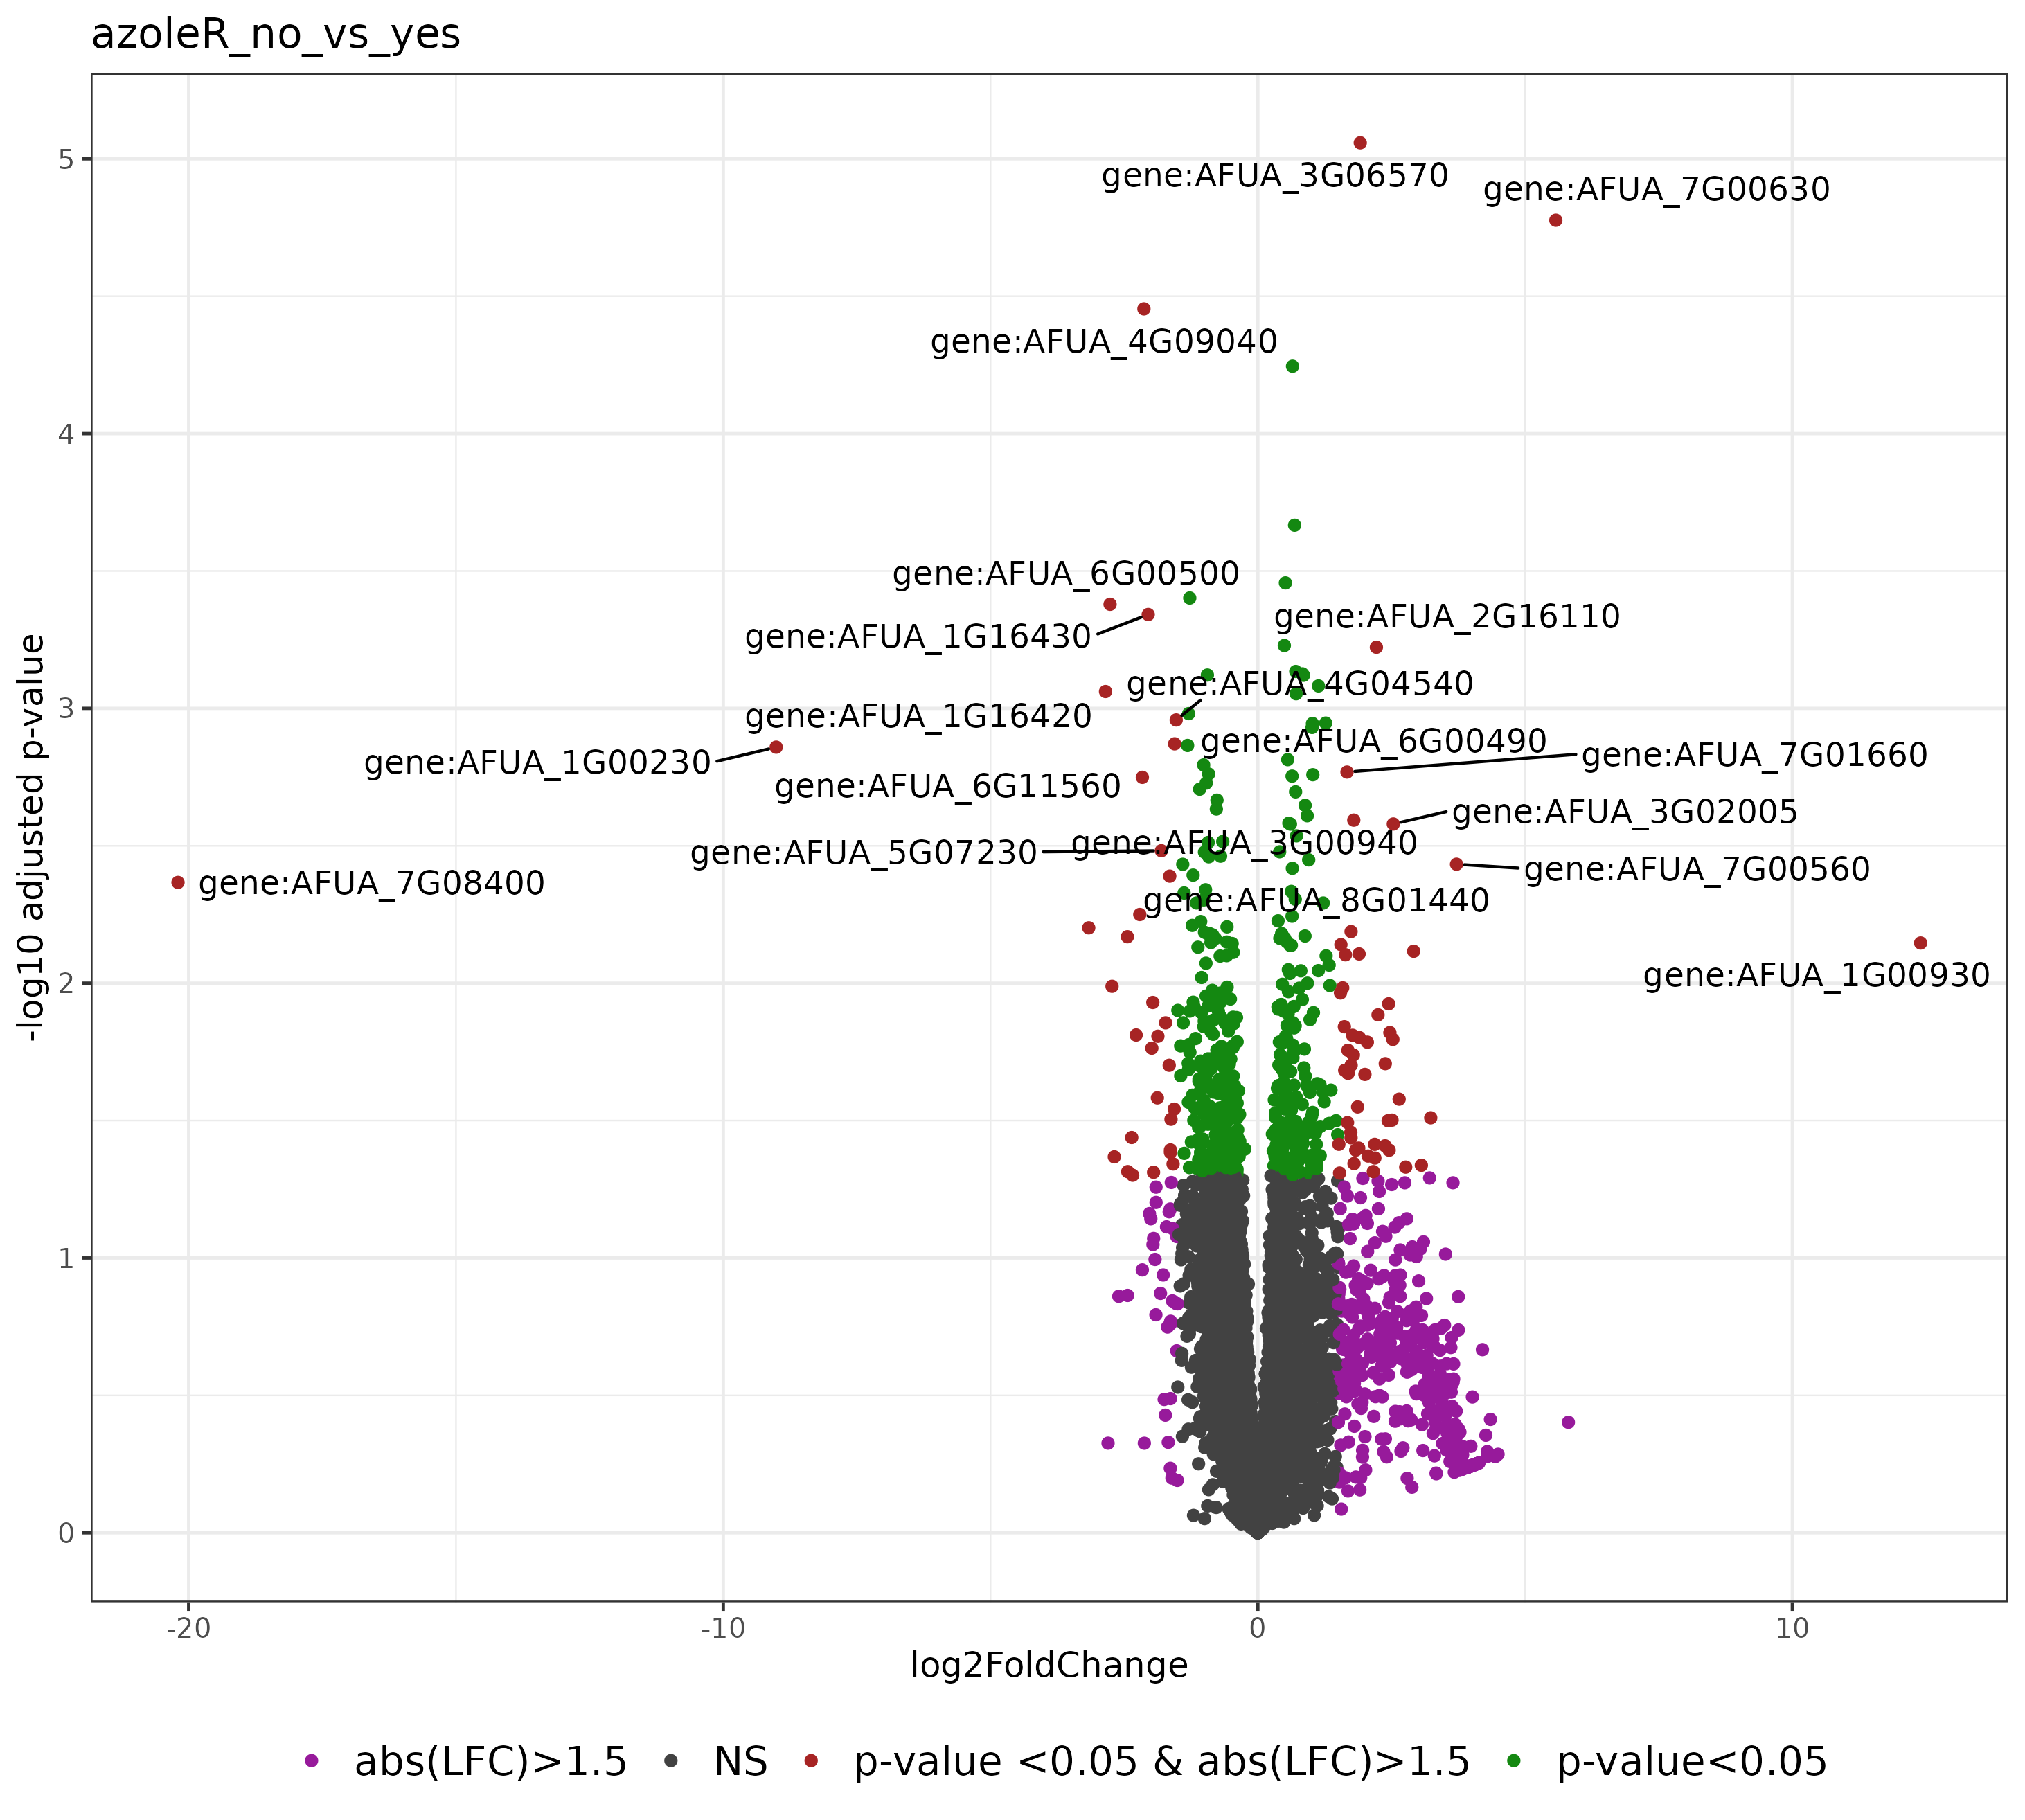 azoleR_no_vs_yes
5
4
3
2
1
0
-log10 adjusted p-value
gene:AFUA_3G06570
gene:AFUA_7G00630
gene:AFUA_4G09040
gene:AFUA_6G00500
gene:AFUA_2G16110
gene:AFUA_1G16430
gene:AFUA_4G04540
gene:AFUA_1G16420
gene:AFUA_6G00490
gene:AFUA_7G01660
gene:AFUA_1G00230
gene:AFUA_6G11560
gene:AFUA_3G02005
gene:AFUA_3G00940
gene:AFUA_5G07230
gene:AFUA_7G00560
gene:AFUA_7G08400
gene:AFUA_8G01440
gene:AFUA_1G00930
-20
-10
0
10
log2FoldChange
abs(LFC)>1.5 NS p-value <0.05 & abs(LFC)>1.5 p-value<0.05